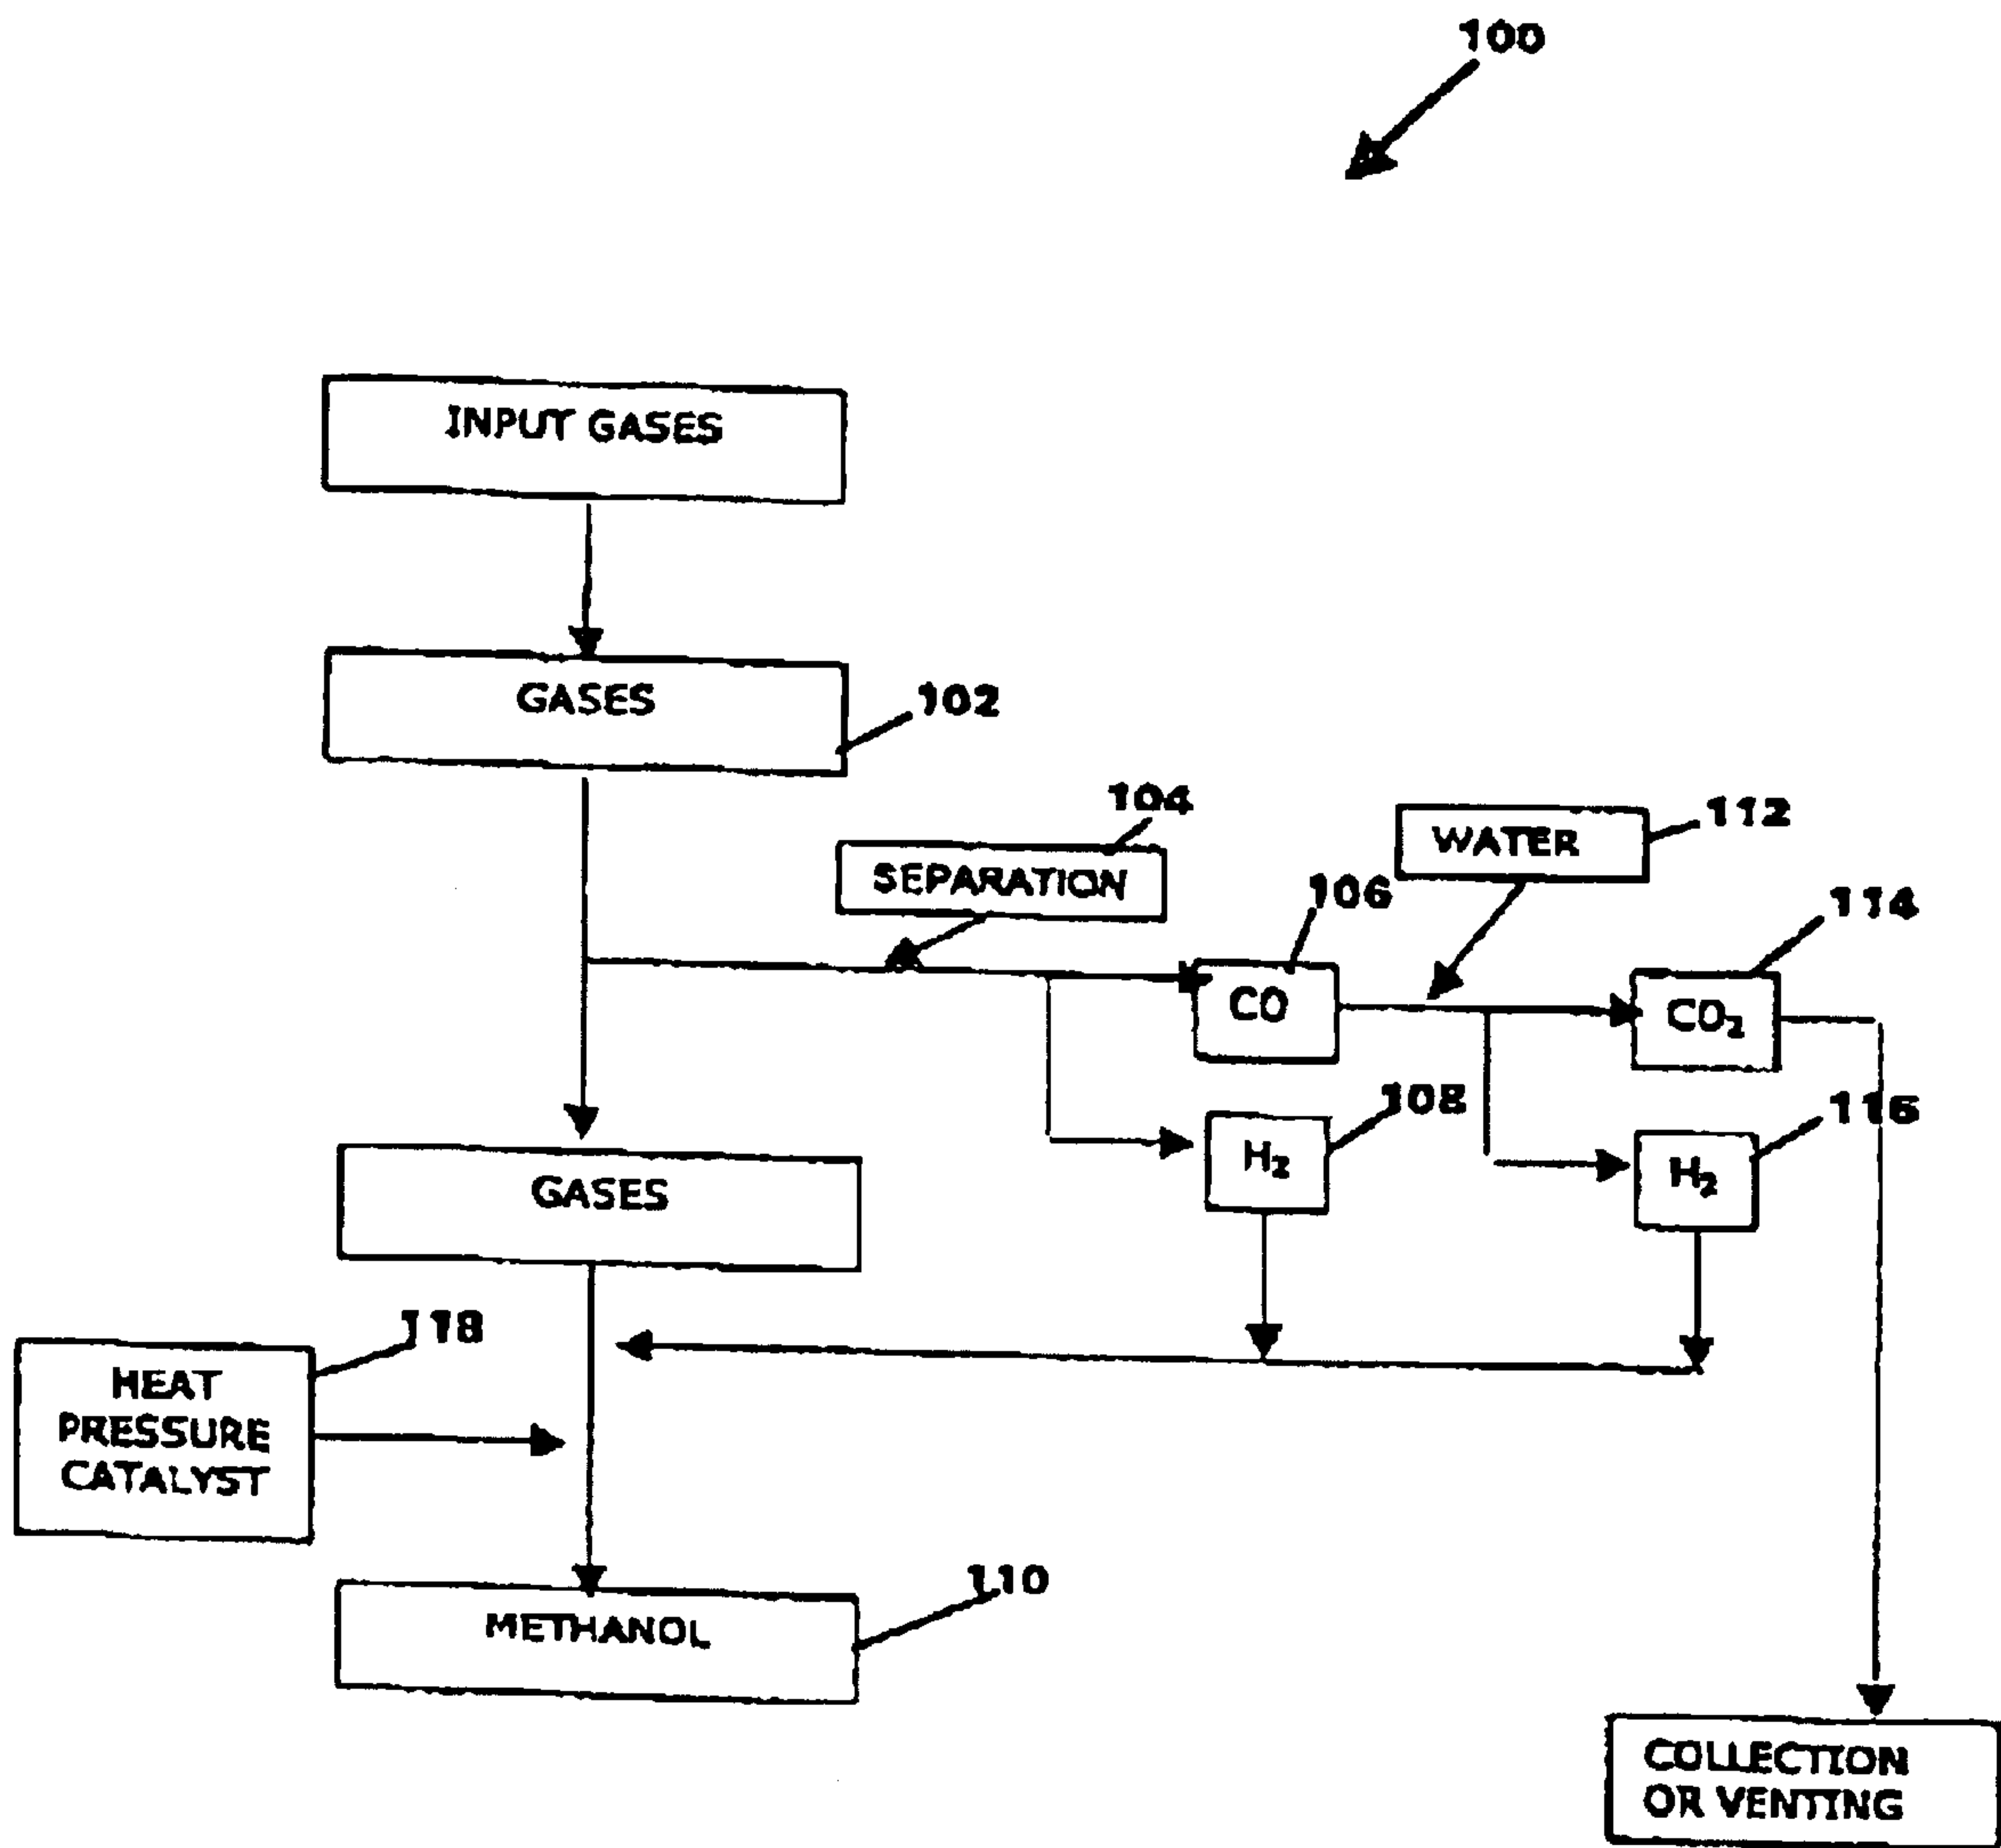 100
INPUT GASES
GASES
102
104
SEPARATION
WATER
112
106
114
CO
CO₂
108
116
H₂
H₂
GASES
118
HEAT
PRESSURE
CATALYST
110
METHANOL
COLLECTION
OR VENTING